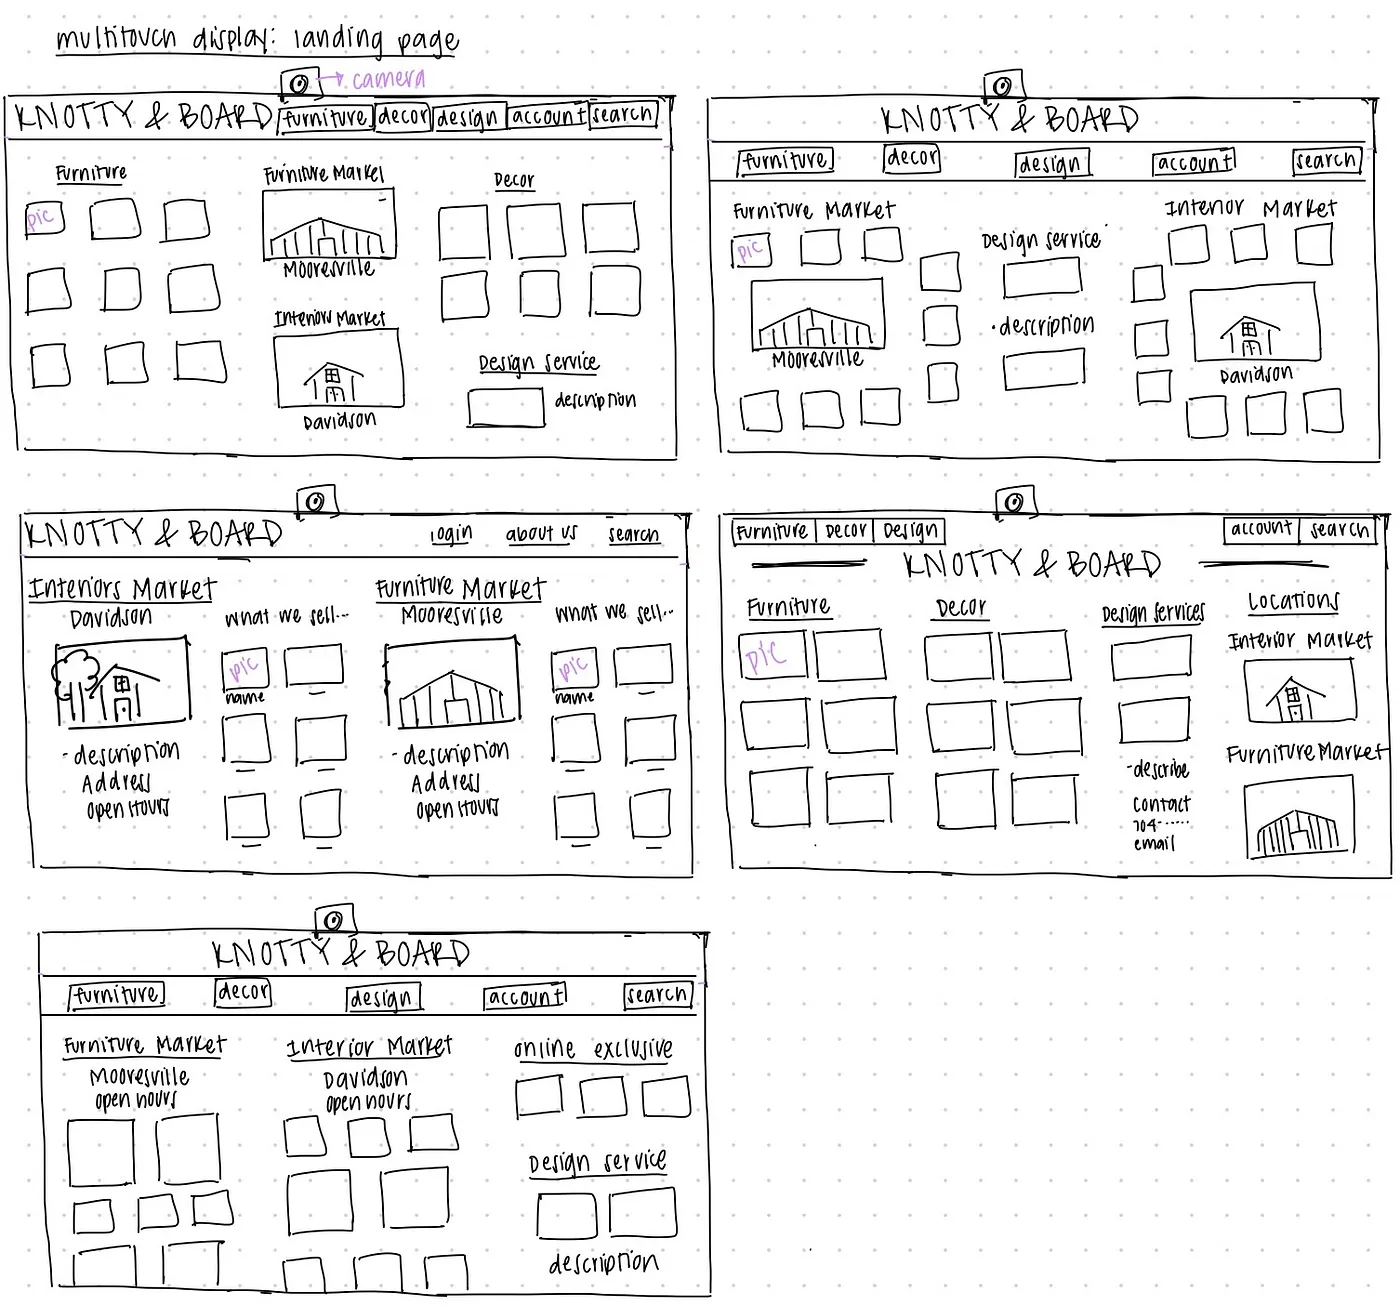 multitouch display: landing page
camera
KNOTTY & BOARD furniture decor design account search
Furniture
pic
Furniture Market
Mooresville
Interiors Market
Davidson
Decor
Design service
description
KNOTTY & BOARD
furniture decor design account search
Furniture Market
pic
Mooresville
Design service
·description
Interior Market
Davidson
KNOTTY & BOARD login about us search
Interiors Market
Davidson
-description
Address
open Hours
what we sell...
pic
name
Furniture Market
Mooresville
-description
Address
open Hours
what we sell...
pic
name
Furniture Decor Design account search
KNOTTY & BOARD
Furniture
pic
Decor
Design services
-describe
contact
704-.....
email
Locations
Interior Market
Furniture Market
KNOTTY & BOARD
furniture decor design account search
Furniture Market
Mooresville
open hours
Interior Market
Davidson
open hours
online exclusive
Design service
description